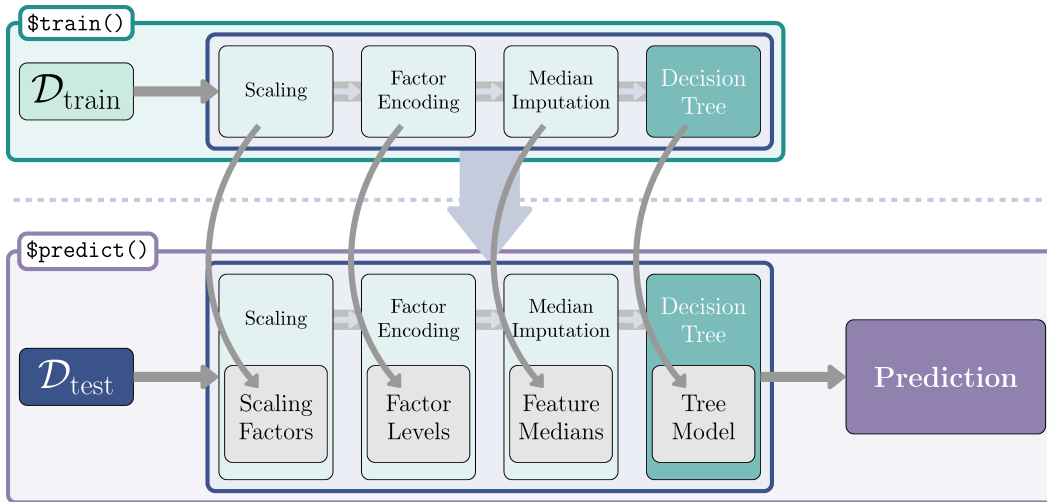 $train()
𝒟train
Scaling
Factor
Encoding
Median
Imputation
Decision
Tree
$predict()
𝒟test
Scaling
Factor
Encoding
Median
Imputation
Decision
Tree
Scaling
Factors
Factor
Levels
Feature
Medians
Tree
Model
Prediction